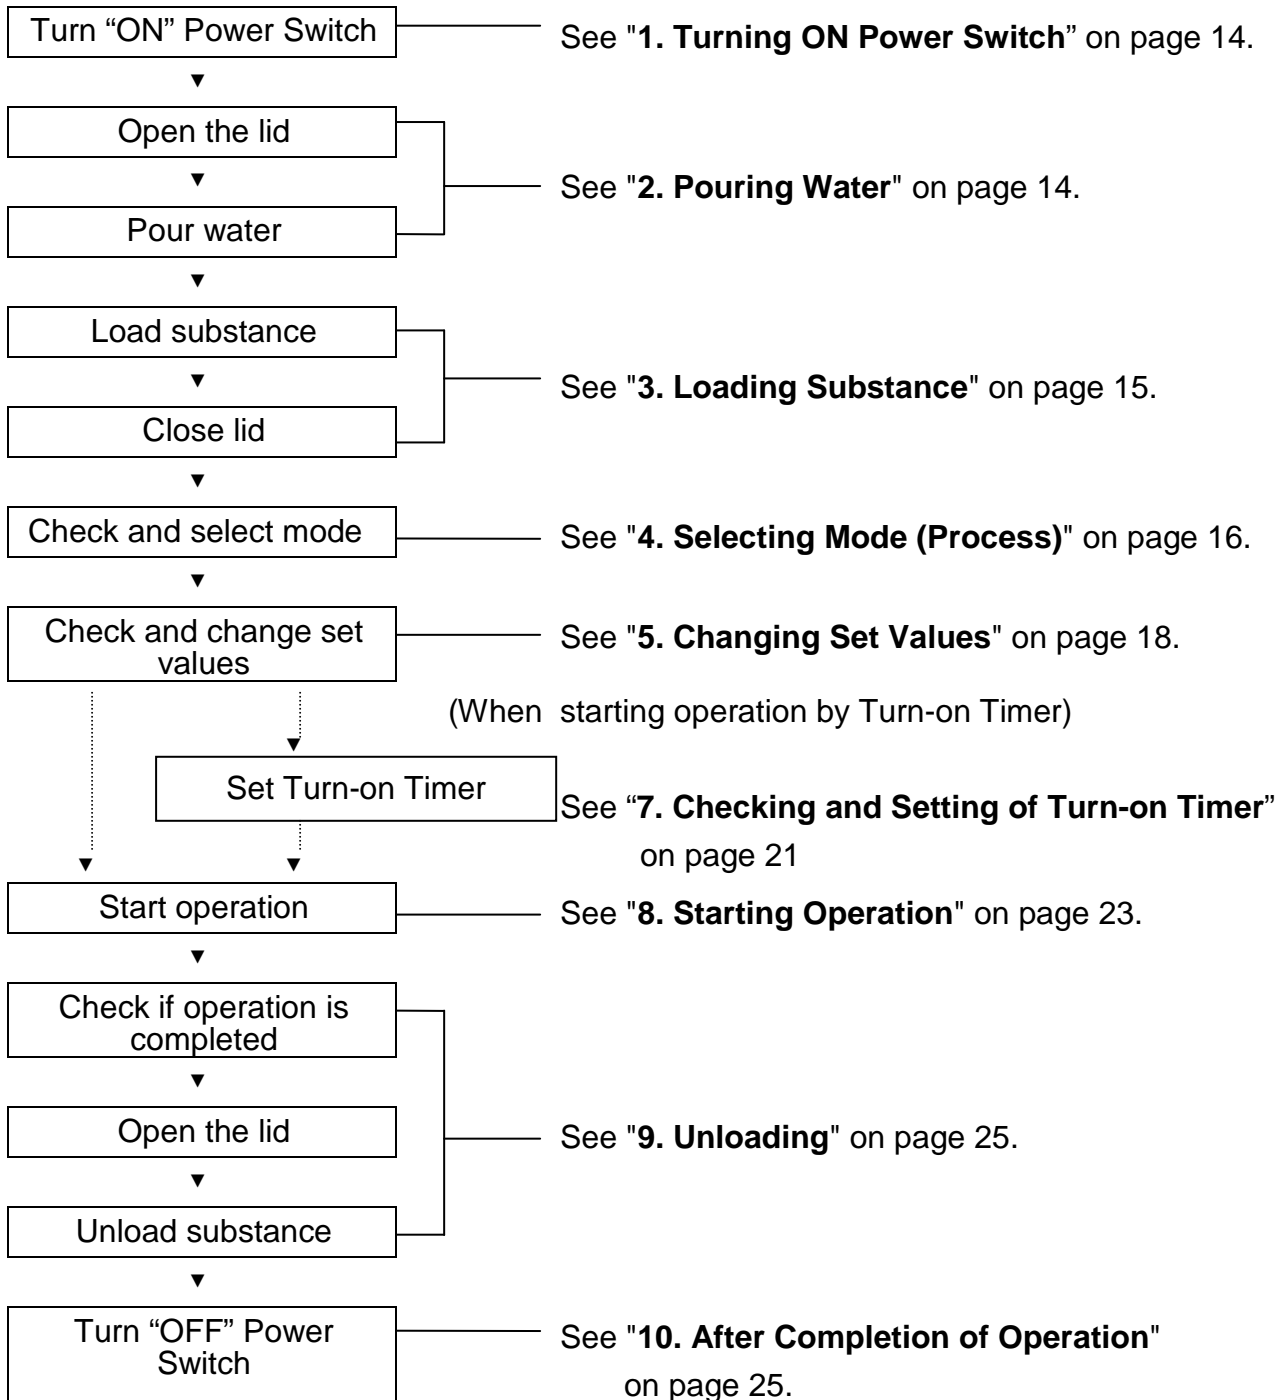 Turn “ON” Power Switch
See "1. Turning ON Power Switch” on page 14.
▼
Open the lid
▼
See "2. Pouring Water" on page 14.
Pour water
▼
Load substance
▼
See "3. Loading Substance" on page 15.
Close lid
▼
Check and select mode
See "4. Selecting Mode (Process)" on page 16.
▼
Check and change set
values
See "5. Changing Set Values" on page 18.
(When starting operation by Turn-on Timer)
▼
Set Turn-on Timer
See “7. Checking and Setting of Turn-on Timer”
on page 21
▼ ▼
Start operation
See "8. Starting Operation" on page 23.
▼
Check if operation is
completed
▼
Open the lid
See "9. Unloading" on page 25.
▼
Unload substance
▼
Turn “OFF” Power
Switch
See "10. After Completion of Operation"
on page 25.